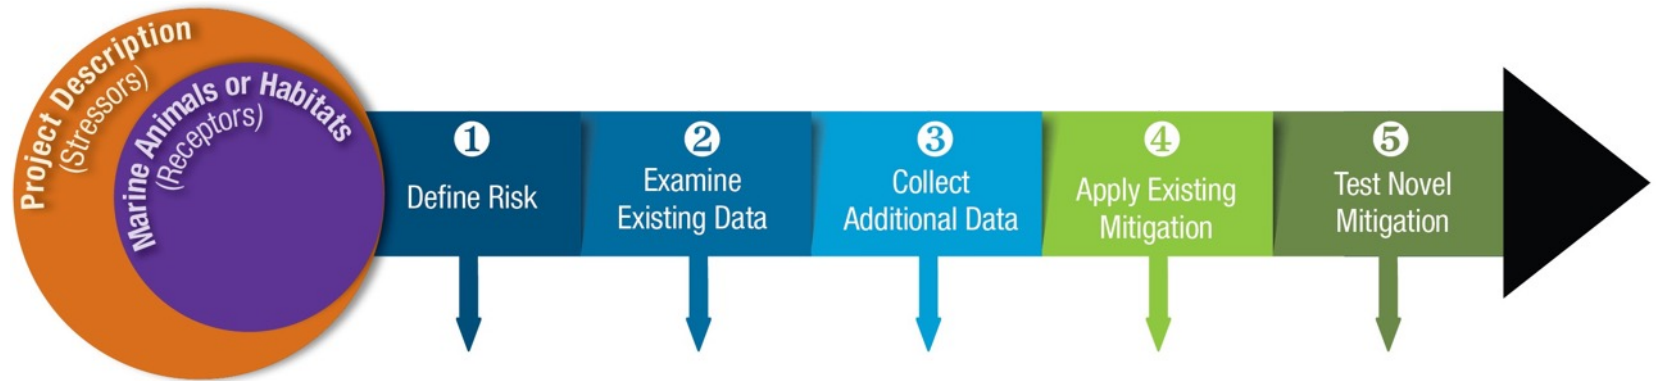 Project Description
(Stressors)
Marine Animals or Habitats
(Receptors)
1
Define Risk
2
Examine
Existing Data
3
Collect
Additional Data
4
Apply Existing
Mitigation
5
Test Novel
Mitigation